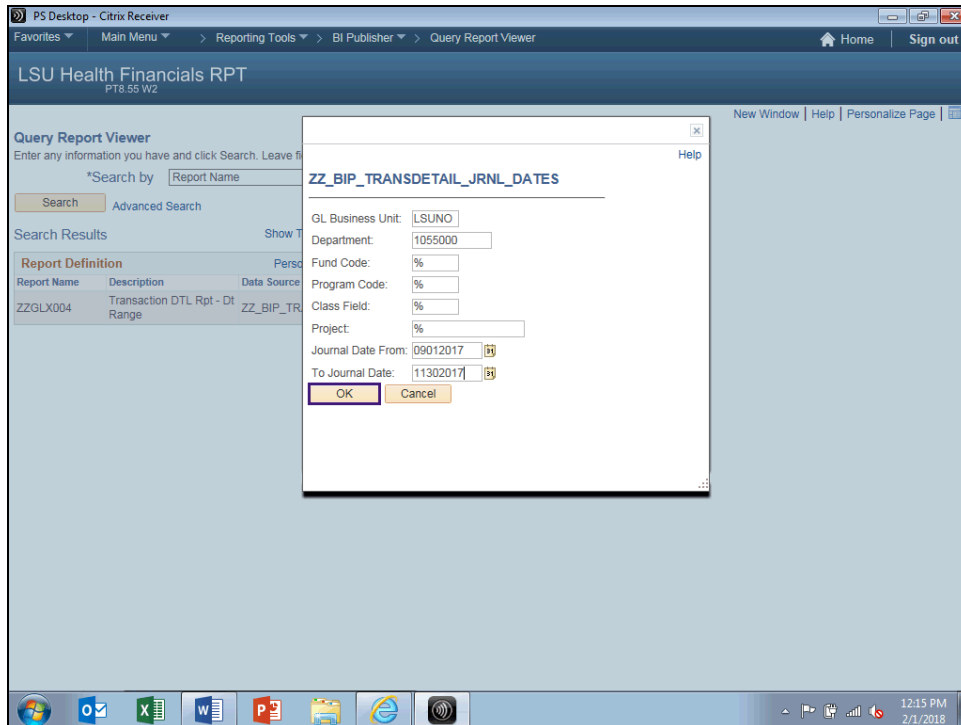 PS Desktop - Citrix Receiver
Favorites Main Menu > Reporting Tools > BI Publisher > Query Report Viewer Home Sign out
LSU Health Financials RPT
PT8.55 W2
New Window | Help | Personalize Page |
Query Report Viewer
Enter any information you have and click Search. Leave fi
*Search by Report Name
Search Advanced Search
Search Results Show T
Report Definition Perso
Report Name Description Data Source
ZZGLX004 Transaction DTL Rpt - Dt Range ZZ_BIP_TR
Help
ZZ_BIP_TRANSDETAIL_JRNL_DATES
GL Business Unit: LSUNO
Department: 1055000
Fund Code: %
Program Code: %
Class Field: %
Project: %
Journal Date From: 09012017
To Journal Date: 11302017
OK Cancel
12:15 PM
2/1/2018